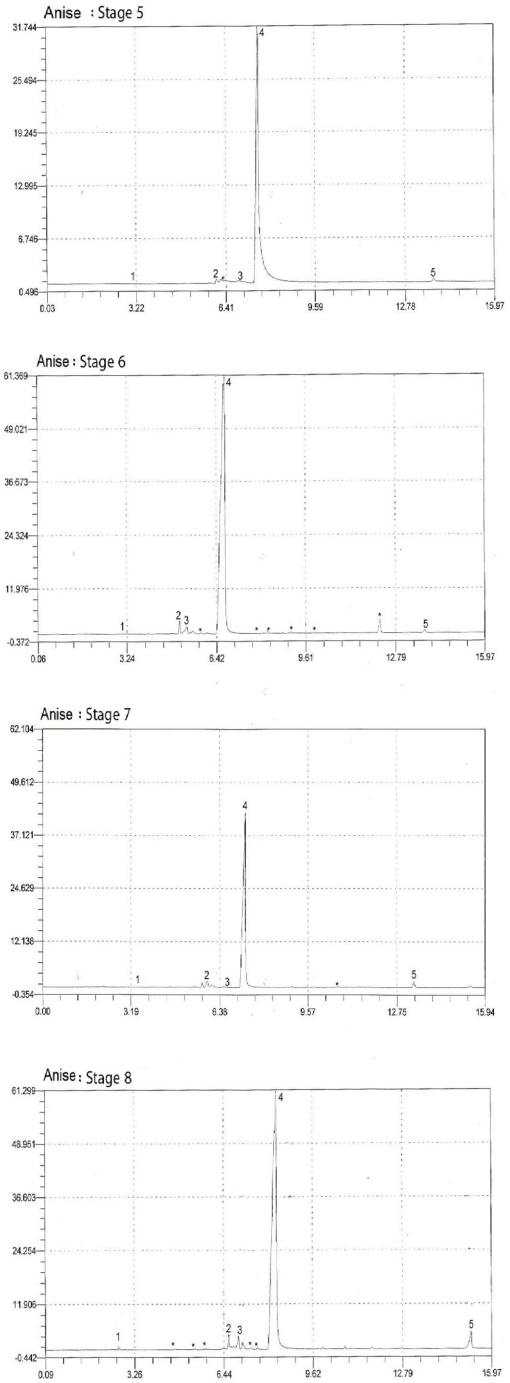 Anise : Stage 5
31.744
4
25.494
19.245
12.995
6.746
1 2 * 3 5
0.496
0.03 3.22 6.41 9.59 12.78 15.97
Anise : Stage 6
61.369
4
49.021
36.673
24.324
11.976
1 2 3 * * * * * * 5
-0.372
0.06 3.24 6.42 9.61 12.79 15.97
Anise : Stage 7
62.104
49.612
4
37.121
24.629
12.138
1 2 3 * 5
-0.354
0.00 3.19 6.38 9.57 12.75 15.94
Anise : Stage 8
61.299
4
48.951
36.603
24.254
11.906
1 * * * 2 3 * * 5
-0.442
0.09 3.26 6.44 9.62 12.79 15.97